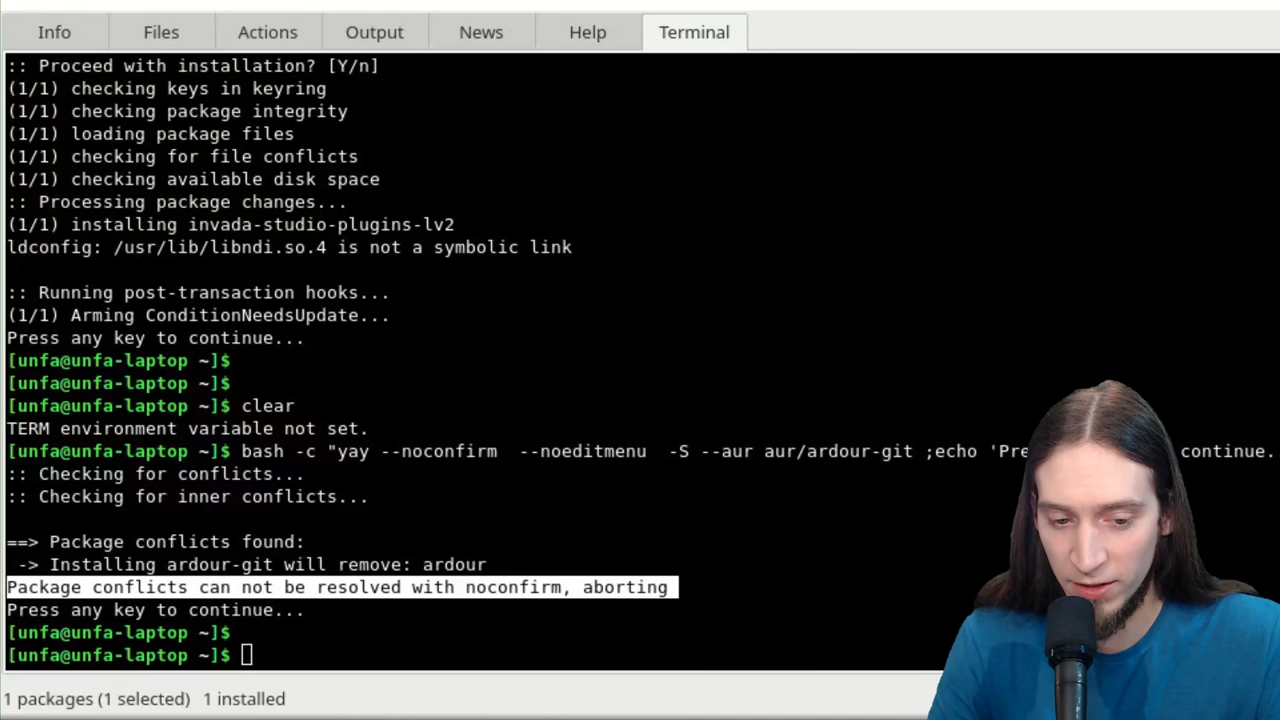 Info Files Actions Output News Help Terminal
:: Proceed with installation? [Y/n]
(1/1) checking keys in keyring
(1/1) checking package integrity
(1/1) loading package files
(1/1) checking for file conflicts
(1/1) checking available disk space
:: Processing package changes...
(1/1) installing invada-studio-plugins-lv2
ldconfig: /usr/lib/libndi.so.4 is not a symbolic link
:: Running post-transaction hooks...
(1/1) Arming ConditionNeedsUpdate...
Press any key to continue...
[unfa@unfa-laptop ~]$
[unfa@unfa-laptop ~]$
[unfa@unfa-laptop ~]$ clear
TERM environment variable not set.
[unfa@unfa-laptop ~]$ bash -c "yay --noconfirm  --noeditmenu  -S --aur aur/ardour-git ;echo 'Pre continue.
:: Checking for conflicts...
:: Checking for inner conflicts...
==> Package conflicts found:
 -> Installing ardour-git will remove: ardour
Package conflicts can not be resolved with noconfirm, aborting
Press any key to continue...
[unfa@unfa-laptop ~]$
[unfa@unfa-laptop ~]$
1 packages (1 selected) 1 installed